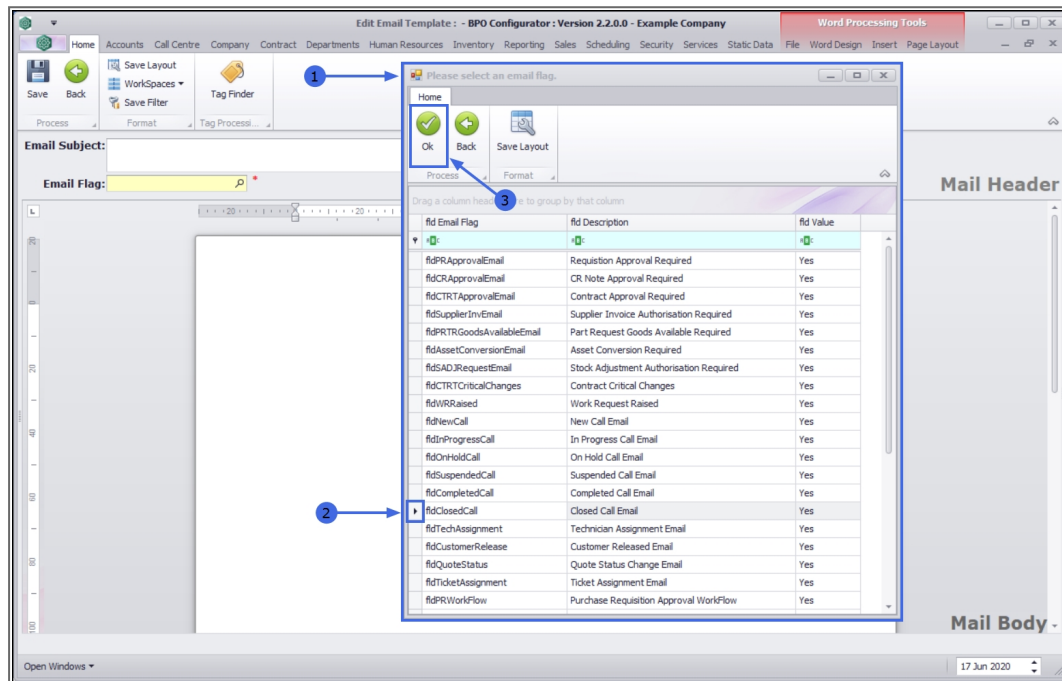 Edit Email Template : - BPO Configurator : Version 2.2.0.0 - Example Company
Word Processing Tools
Home Accounts Call Centre Company Contract Departments Human Resources Inventory Reporting Sales Scheduling Security Services Static Data File Word Design Insert Page Layout
Save
Back
Save Layout
WorkSpaces
Save Filter
Tag Finder
Process
Format
Tag Processi...
Email Subject:
Email Flag:
*
Mail Header
L
20 20
20
20
40
60
80
100
1
Please select an email flag.
Home
Ok
Back
Save Layout
Process
Format
3
fld Email Flag fld Description fld Value
fldPRApprovalEmail Requistion Approval Required Yes
fldCRApprovalEmail CR Note Approval Required Yes
fldCTRTApprovalEmail Contract Approval Required Yes
fldSupplierInvEmail Supplier Invoice Authorisation Required Yes
fldPRTRGoodsAvailableEmail Part Request Goods Available Required Yes
fldAssetConversionEmail Asset Conversion Required Yes
fldSADJRequestEmail Stock Adjustment Authorisation Required Yes
fldCTRTCriticalChanges Contract Critical Changes Yes
fldWRRaised Work Request Raised Yes
fldNewCall New Call Email Yes
fldInProgressCall In Progress Call Email Yes
fldOnHoldCall On Hold Call Email Yes
fldSuspendedCall Suspended Call Email Yes
fldCompletedCall Completed Call Email Yes
2
fldClosedCall Closed Call Email Yes
fldTechAssignment Technician Assignment Email Yes
fldCustomerRelease Customer Released Email Yes
fldQuoteStatus Quote Status Change Email Yes
fldTicketAssignment Ticket Assignment Email Yes
fldPRWorkFlow Purchase Requisition Approval WorkFlow Yes
Mail Body
Open Windows
17 Jun 2020